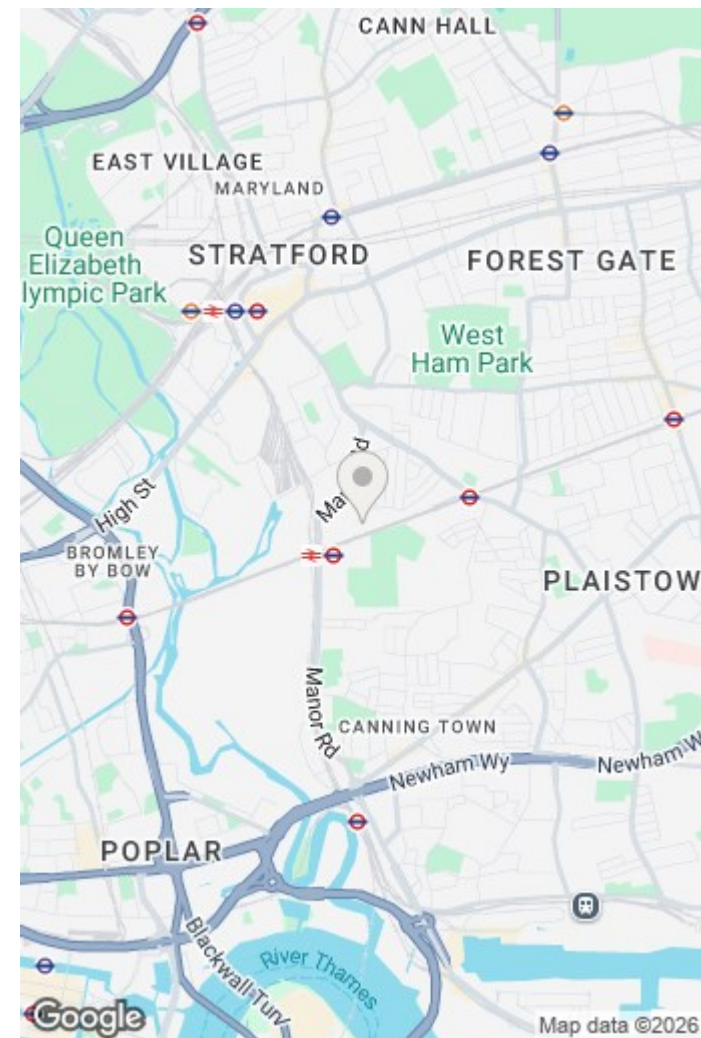 CANN HALL
EAST VILLAGE
MARYLAND
Queen
Elizabeth
lympic Park
STRATFORD
FOREST GATE
West
Ham Park
High St
BROMLEY
BY BOW
PLAISTOW
Manor Rd
CANNING TOWN
Newham Wy
Newham W
POPLAR
Blackwall Tun
River Thames
Google
Map data ©2026